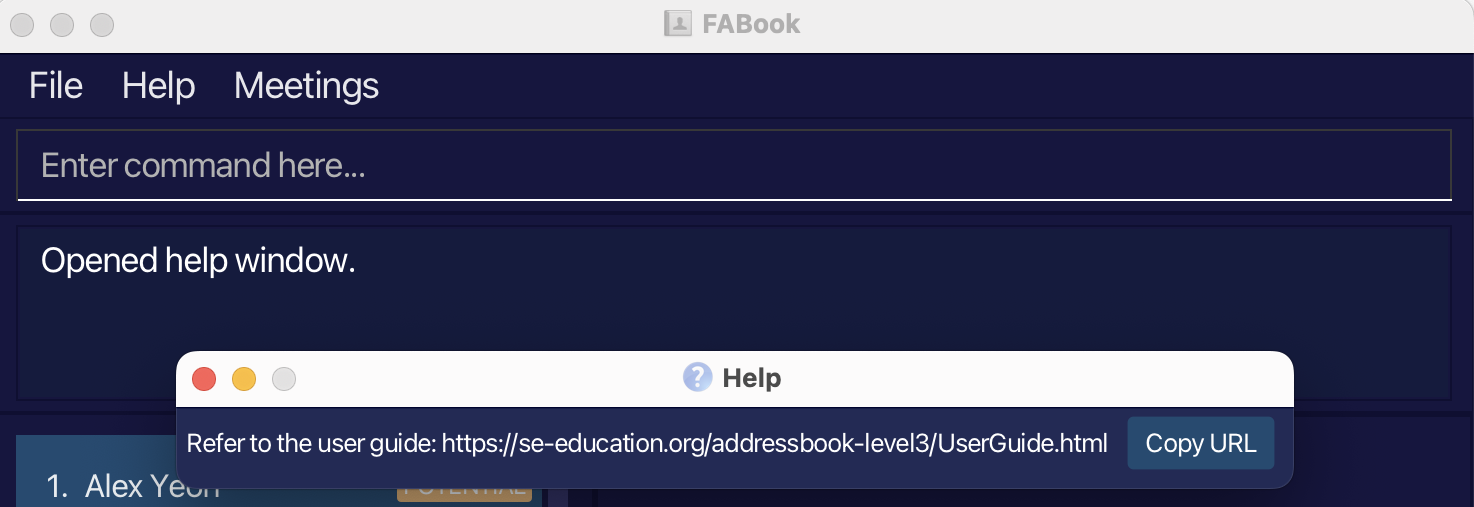 FABook
File Help Meetings
Enter command here...
Opened help window.
Help
Refer to the user guide: https://se-education.org/addressbook-level3/UserGuide.html Copy URL
1. Alex Yeoh POTENTIAL